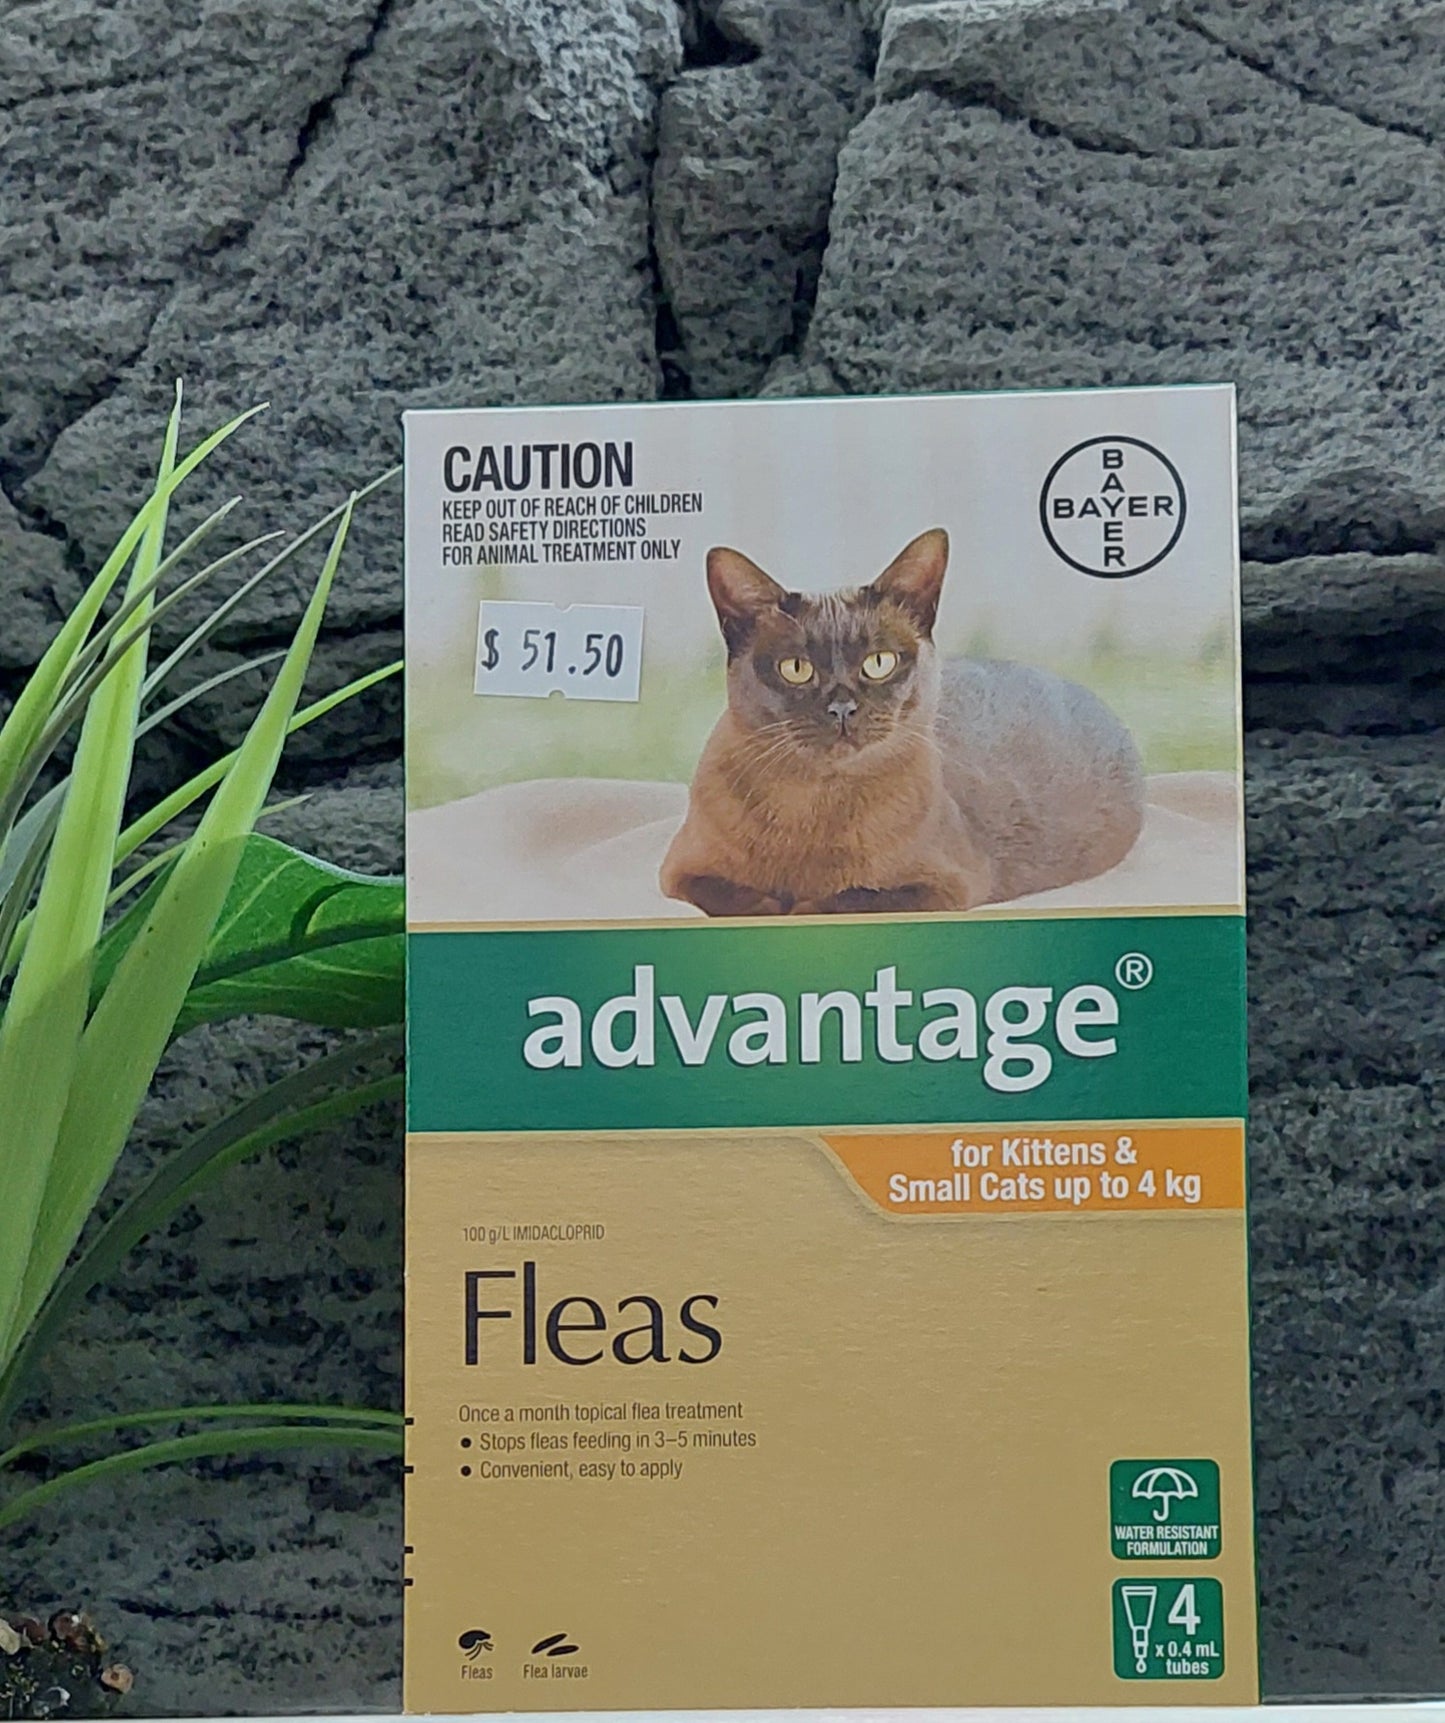 CAUTION
KEEP OUT OF REACH OF CHILDREN
READ SAFETY DIRECTIONS
FOR ANIMAL TREATMENT ONLY
BAYER
BAYER
$ 51.50
advantage®
for Kittens &
Small Cats up to 4 kg
100 g/L IMIDACLOPRID
Fleas
Once a month topical flea treatment
• Stops fleas feeding in 3–5 minutes
• Convenient, easy to apply
WATER RESISTANT
FORMULATION
4
x 0.4 mL
tubes
Fleas
Flea larvae